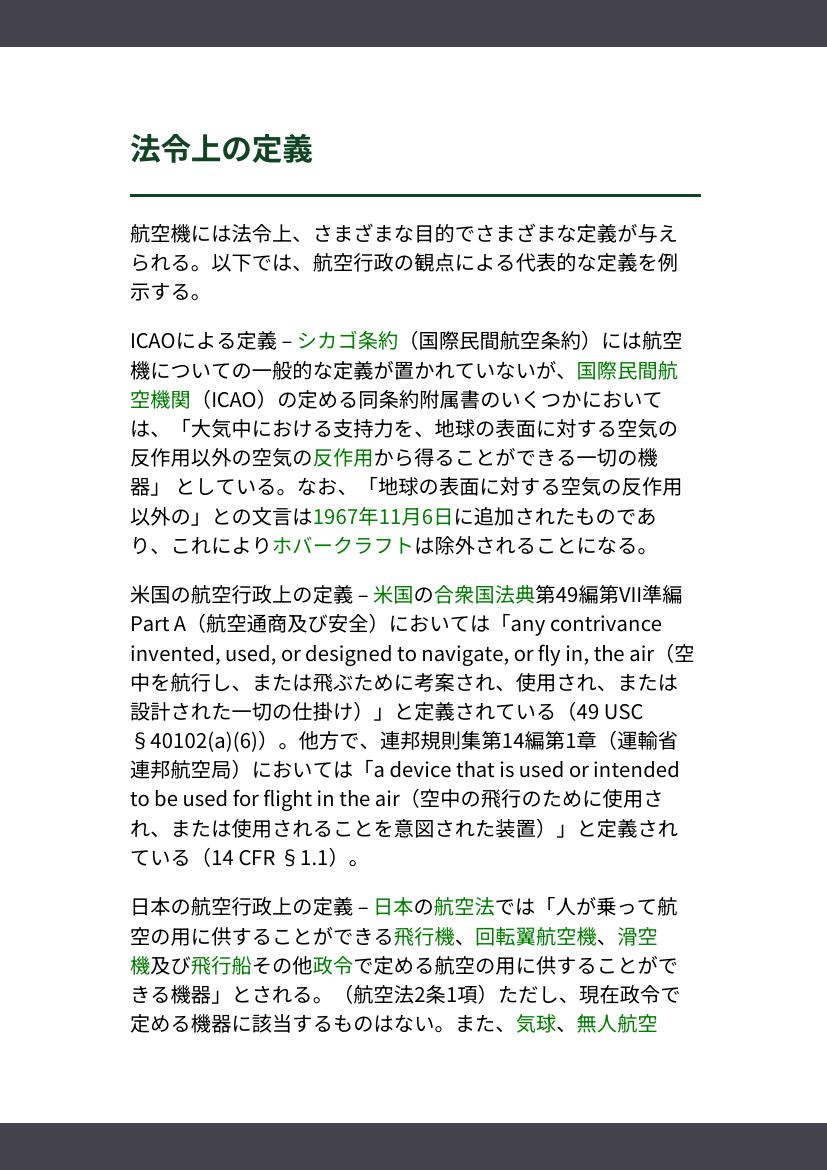 法令上の定義
航空機には法令上、さまざまな目的でさまざまな定義が与え
られる。以下では、航空行政の観点による代表的な定義を例
示する。
ICAOによる定義 – シカゴ条約（国際民間航空条約）には航空
機についての一般的な定義が置かれていないが、国際民間航
空機関（ICAO）の定める同条約附属書のいくつかにおいて
は、「大気中における支持力を、地球の表面に対する空気の
反作用以外の空気の反作用から得ることができる一切の機
器」 としている。なお、「地球の表面に対する空気の反作用
以外の」との文言は1967年11月6日に追加されたものであ
り、これによりホバークラフトは除外されることになる。
米国の航空行政上の定義 – 米国の合衆国法典第49編第VII準編
Part A（航空通商及び安全）においては「any contrivance
invented, used, or designed to navigate, or fly in, the air（空
中を航行し、または飛ぶために考案され、使用され、または
設計された一切の仕掛け）」と定義されている（49 USC
§40102(a)(6)）。他方で、連邦規則集第14編第1章（運輸省
連邦航空局）においては「a device that is used or intended
to be used for flight in the air（空中の飛行のために使用さ
れ、または使用されることを意図された装置）」と定義され
ている（14 CFR §1.1）。
日本の航空行政上の定義 – 日本の航空法では「人が乗って航
空の用に供することができる飛行機、回転翼航空機、滑空
機及び飛行船その他政令で定める航空の用に供することがで
きる機器」とされる。（航空法2条1項）ただし、現在政令で
定める機器に該当するものはない。また、気球、無人航空